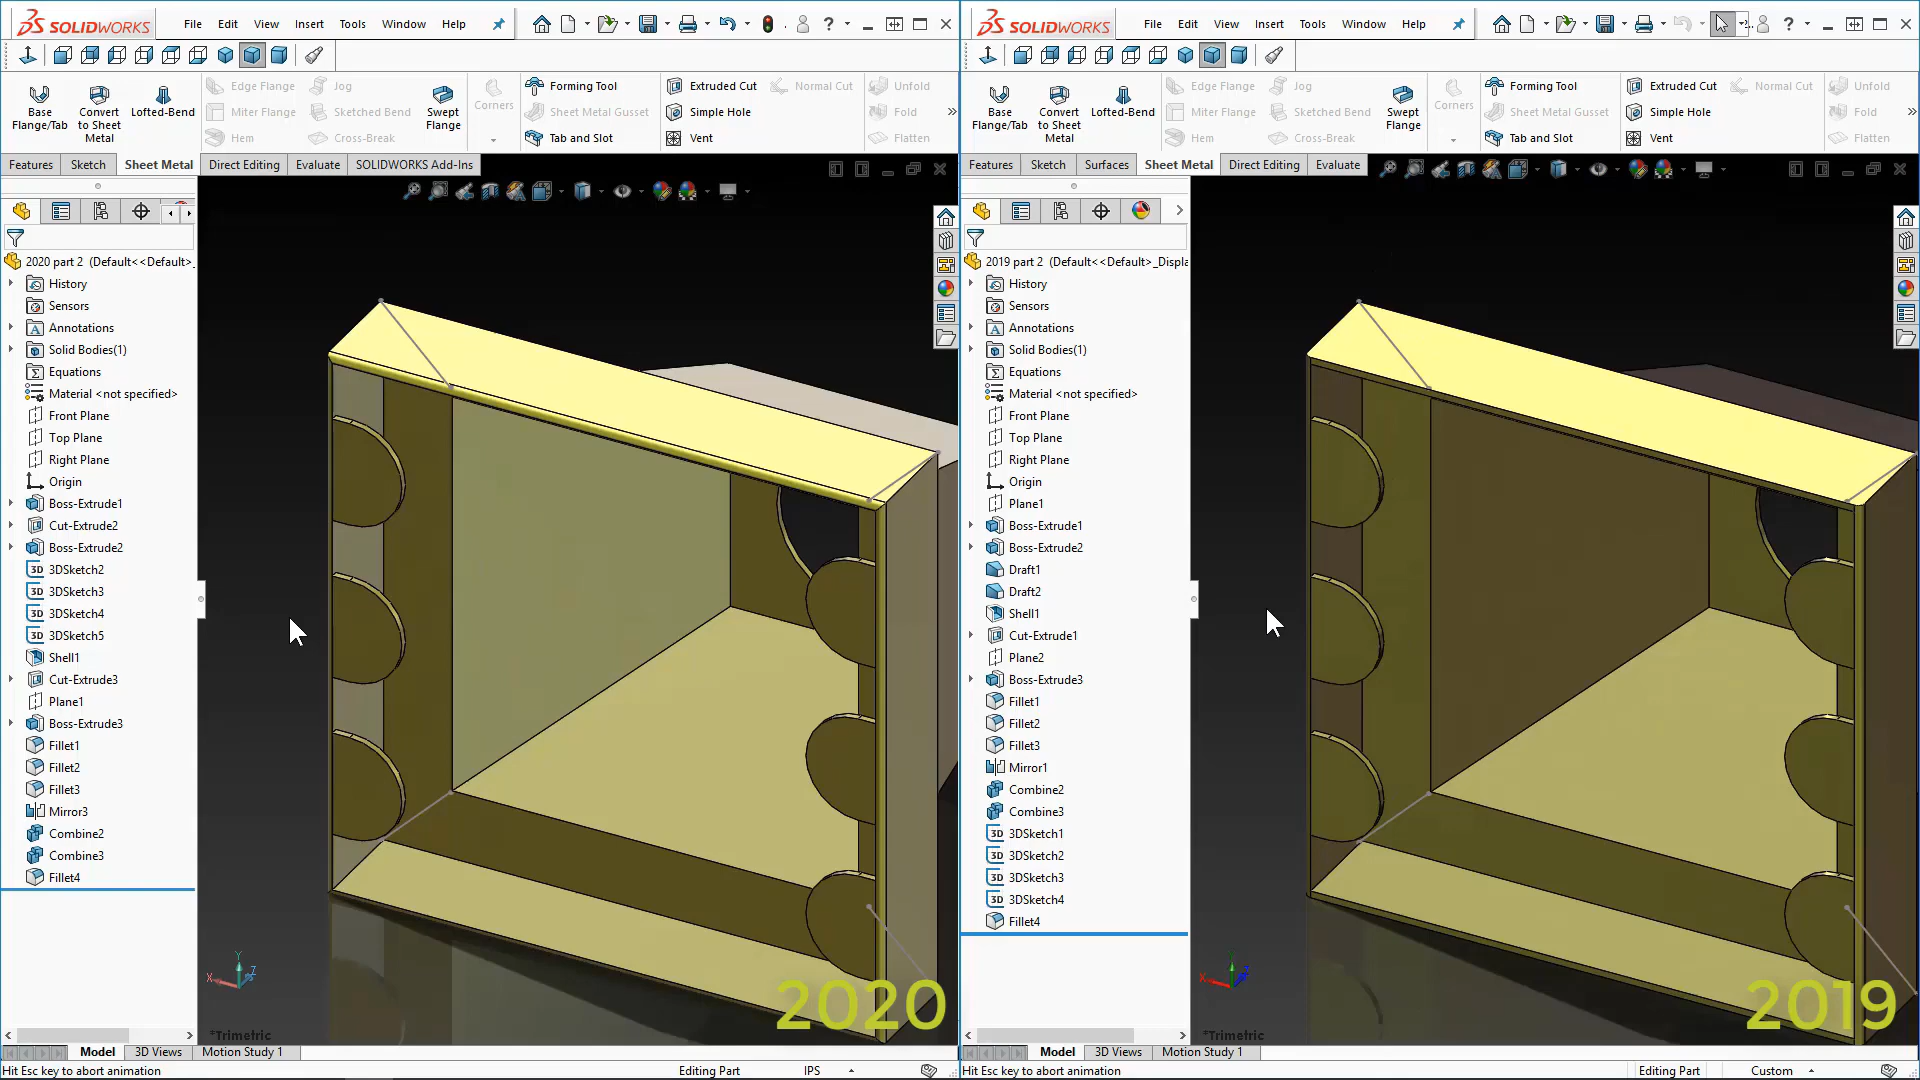 SOLIDWORKS File Edit View Insert Tools Window Help
Base Flange/Tab
Convert to Sheet Metal
Lofted-Bend
Edge Flange
Miter Flange
Hem
Jog
Sketched Bend
Cross-Break
Swept Flange
Corners
Forming Tool
Sheet Metal Gusset
Tab and Slot
Extruded Cut
Simple Hole
Vent
Normal Cut
Unfold
Fold
Flatten
Features Sketch Sheet Metal Direct Editing Evaluate SOLIDWORKS Add-Ins
2020 part 2 (Default<<Default>_
History
Sensors
Annotations
Solid Bodies(1)
Equations
Material <not specified>
Front Plane
Top Plane
Right Plane
Origin
Boss-Extrude1
Cut-Extrude2
Boss-Extrude2
3DSketch2
3DSketch3
3DSketch4
3DSketch5
Shell1
Cut-Extrude3
Plane1
Boss-Extrude3
Fillet1
Fillet2
Fillet3
Mirror3
Combine2
Combine3
Fillet4
Y
X
Z
*Trimetric
2020
Model 3D Views Motion Study 1
Hit Esc key to abort animation Editing Part IPS
SOLIDWORKS File Edit View Insert Tools Window Help
Base Flange/Tab
Convert to Sheet Metal
Lofted-Bend
Edge Flange
Miter Flange
Hem
Jog
Sketched Bend
Cross-Break
Swept Flange
Corners
Forming Tool
Sheet Metal Gusset
Tab and Slot
Extruded Cut
Simple Hole
Vent
Normal Cut
Unfold
Fold
Flatten
Features Sketch Surfaces Sheet Metal Direct Editing Evaluate
2019 part 2 (Default<<Default>_Displa
History
Sensors
Annotations
Solid Bodies(1)
Equations
Material <not specified>
Front Plane
Top Plane
Right Plane
Origin
Plane1
Boss-Extrude1
Boss-Extrude2
Draft1
Draft2
Shell1
Cut-Extrude1
Plane2
Boss-Extrude3
Fillet1
Fillet2
Fillet3
Mirror1
Combine2
Combine3
3DSketch1
3DSketch2
3DSketch3
3DSketch4
Fillet4
Y
X
Z
*Trimetric
2019
Model 3D Views Motion Study 1
Hit Esc key to abort animation Editing Part Custom